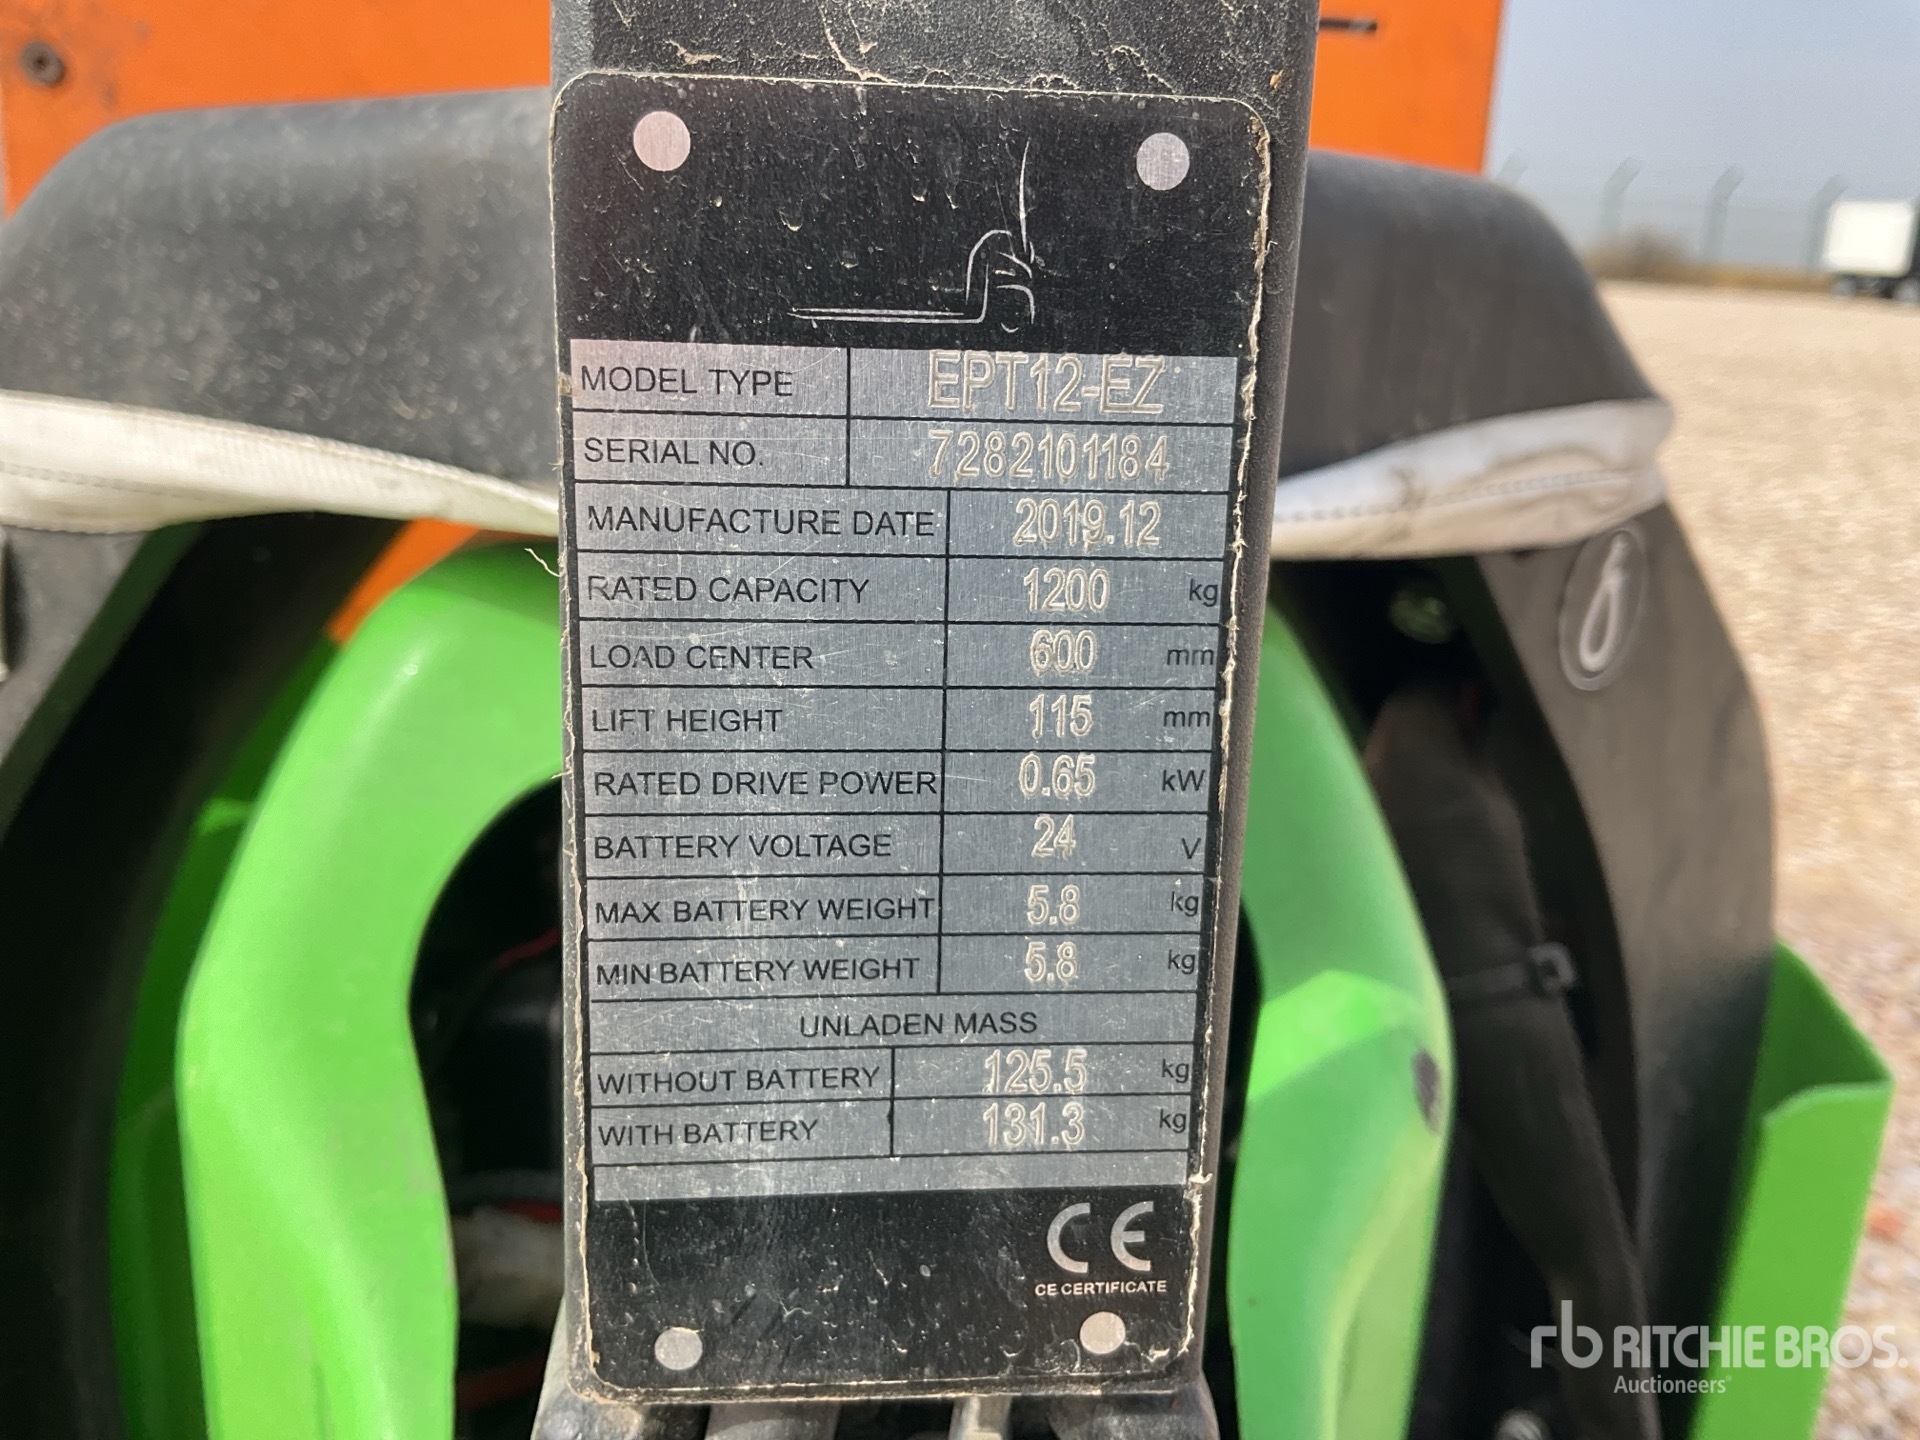 MODEL TYPE EPT12-EZ
SERIAL NO. 7282101184
MANUFACTURE DATE 2019.12
RATED CAPACITY 1200 kg
LOAD CENTER 600 mm
LIFT HEIGHT 115 mm
RATED DRIVE POWER 0.65 kW
BATTERY VOLTAGE 24 V
MAX BATTERY WEIGHT 5.8 kg
MIN BATTERY WEIGHT 5.8 kg
UNLADEN MASS
WITHOUT BATTERY 125.5 kg
WITH BATTERY 131.3 kg
CE
CE CERTIFICATE
rb RITCHIE BROS.
Auctioneers